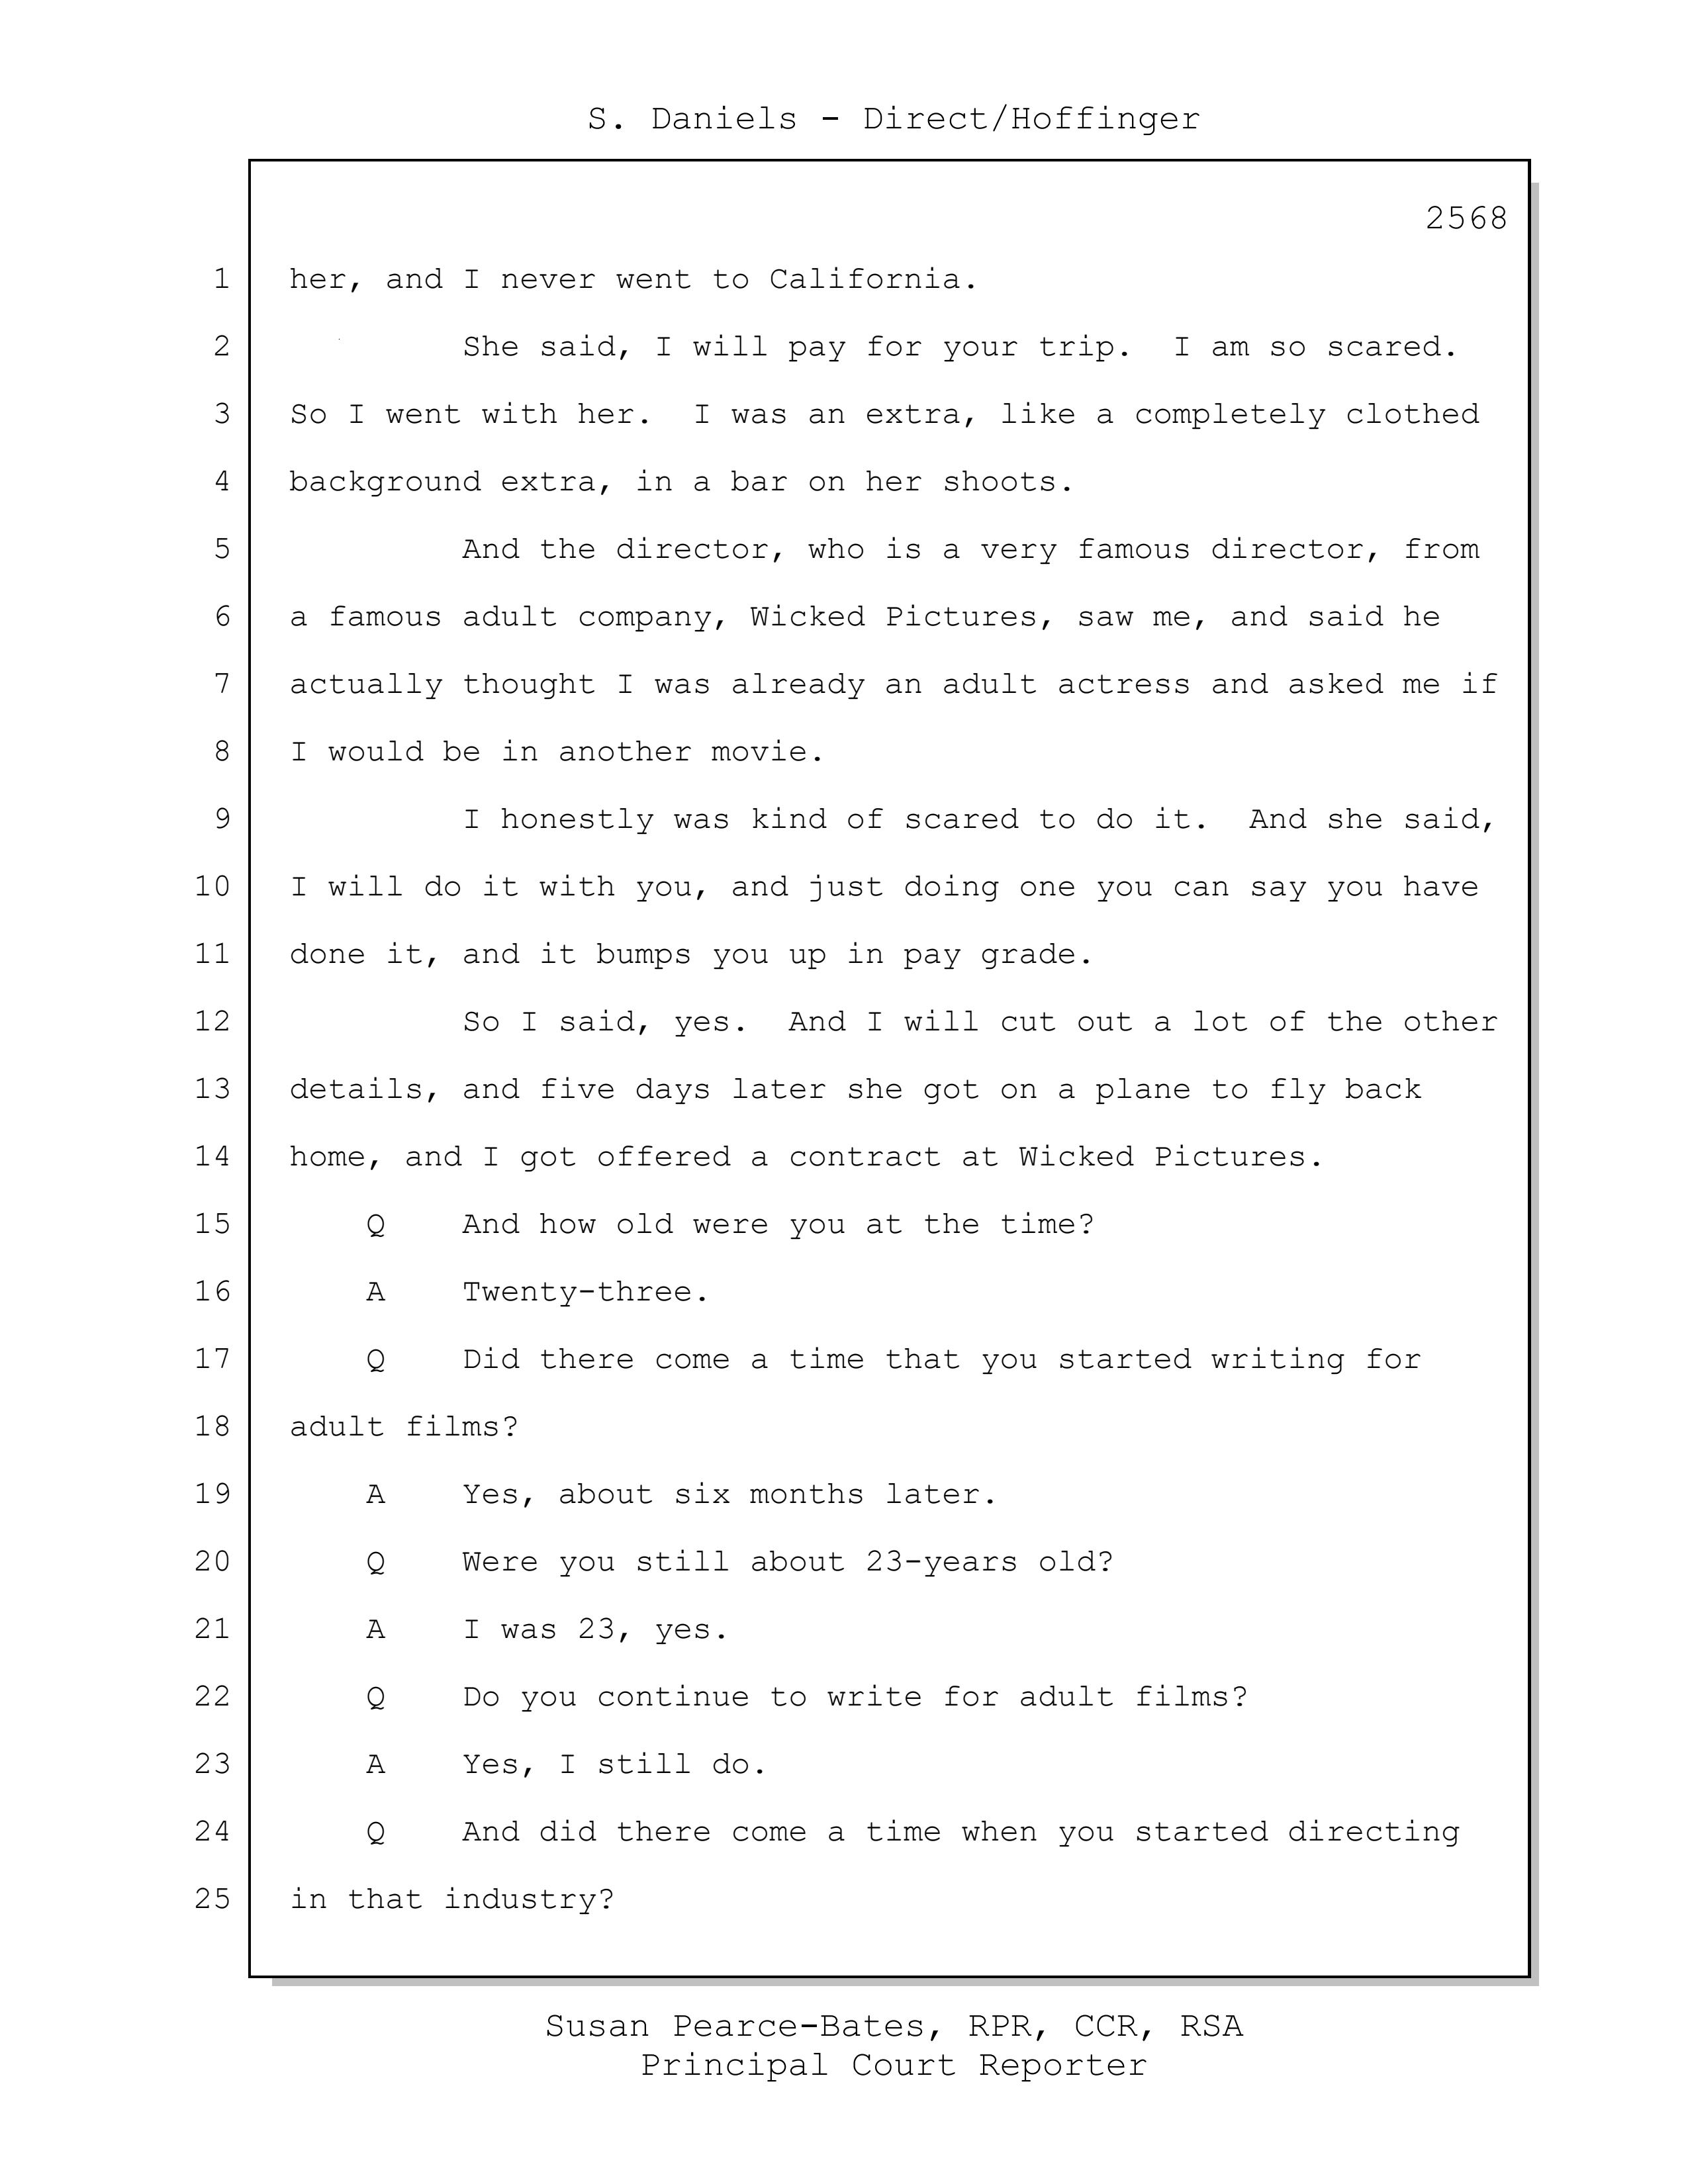 S. Daniels - Direct/Hoffinger
2568
1 her, and I never went to California.
2 She said, I will pay for your trip. I am so scared.
3 So I went with her. I was an extra, like a completely clothed
4 background extra, in a bar on her shoots.
5 And the director, who is a very famous director, from
6 a famous adult company, Wicked Pictures, saw me, and said he
7 actually thought I was already an adult actress and asked me if
8 I would be in another movie.
9 I honestly was kind of scared to do it. And she said,
10 I will do it with you, and just doing one you can say you have
11 done it, and it bumps you up in pay grade.
12 So I said, yes. And I will cut out a lot of the other
13 details, and five days later she got on a plane to fly back
14 home, and I got offered a contract at Wicked Pictures.
15 Q And how old were you at the time?
16 A Twenty-three.
17 Q Did there come a time that you started writing for
18 adult films?
19 A Yes, about six months later.
20 Q Were you still about 23-years old?
21 A I was 23, yes.
22 Q Do you continue to write for adult films?
23 A Yes, I still do.
24 Q And did there come a time when you started directing
25 in that industry?
Susan Pearce-Bates, RPR, CCR, RSA
Principal Court Reporter